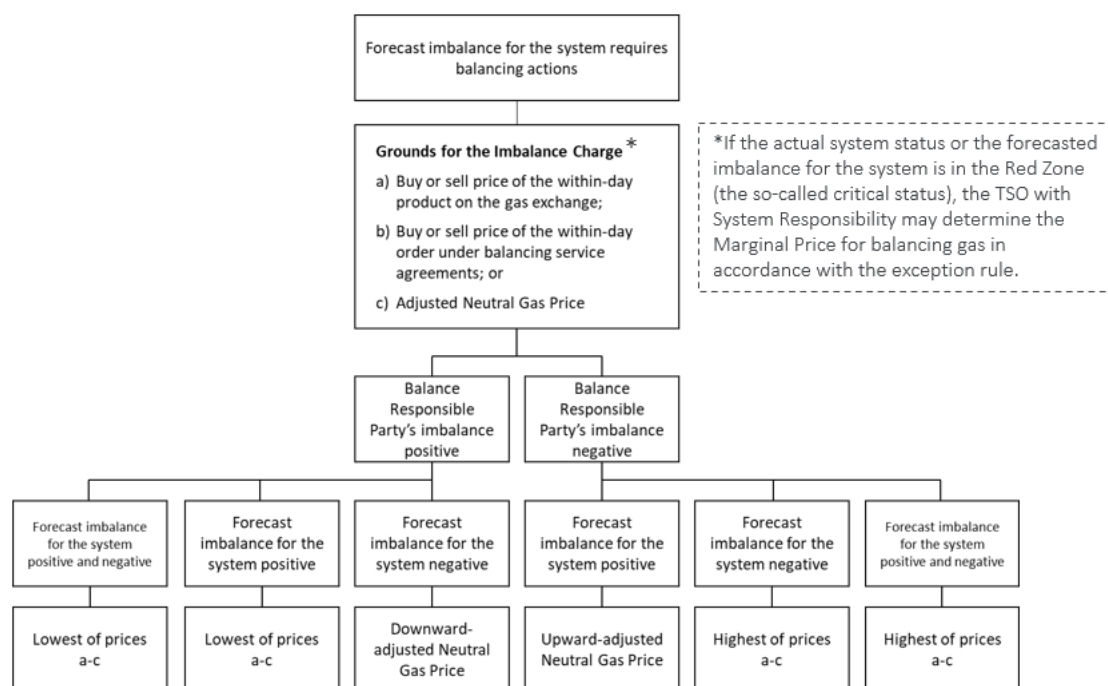 Forecast imbalance for the system requires
balancing actions
Grounds for the Imbalance Charge *
a) Buy or sell price of the within-day
product on the gas exchange;
b) Buy or sell price of the within-day
order under balancing service
agreements; or
c) Adjusted Neutral Gas Price
*If the actual system status or the forecasted
imbalance for the system is in the Red Zone
(the so-called critical status), the TSO with
System Responsibility may determine the
Marginal Price for balancing gas in
accordance with the exception rule.
Balance
Responsible
Party's imbalance
positive
Balance
Responsible
Party's imbalance
negative
Forecast imbalance
for the system
positive and negative
Forecast
imbalance for the
system positive
Forecast
imbalance for the
system negative
Forecast
imbalance for the
system positive
Forecast
imbalance for the
system negative
Forecast imbalance
for the system
positive and negative
Lowest of prices
a-c
Lowest of prices
a-c
Downward-
adjusted Neutral
Gas Price
Upward-adjusted
Neutral Gas Price
Highest of prices
a-c
Highest of prices
a-c